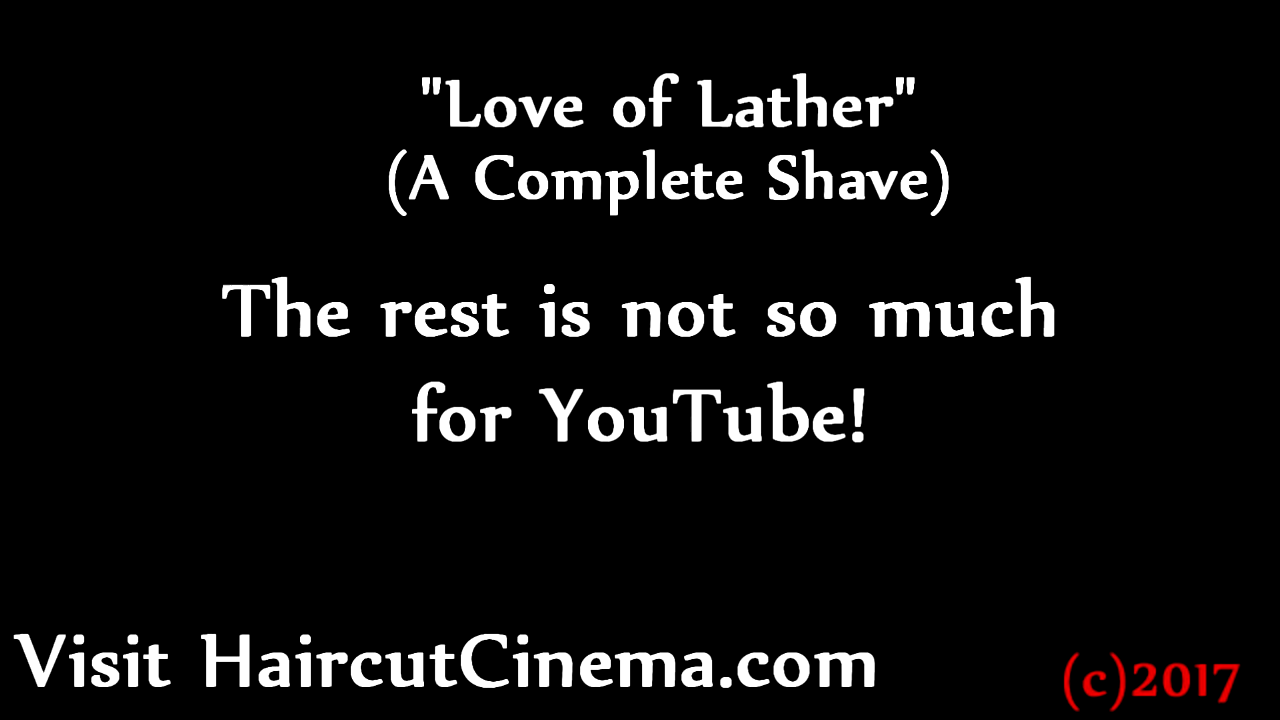 "Love of Lather"
(A Complete Shave)
The rest is not so much
for YouTube!
Visit HaircutCinema.com
(c)2017